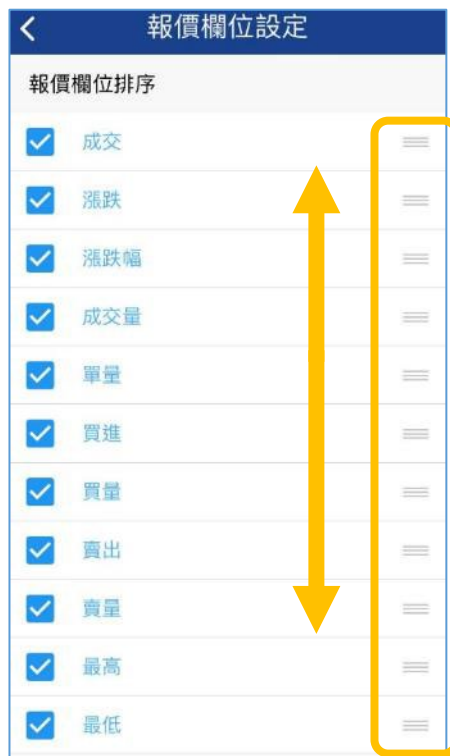 報價欄位設定
報價欄位排序
成交
漲跌
漲跌幅
成交量
單量
買進
買量
賣出
賣量
最高
最低